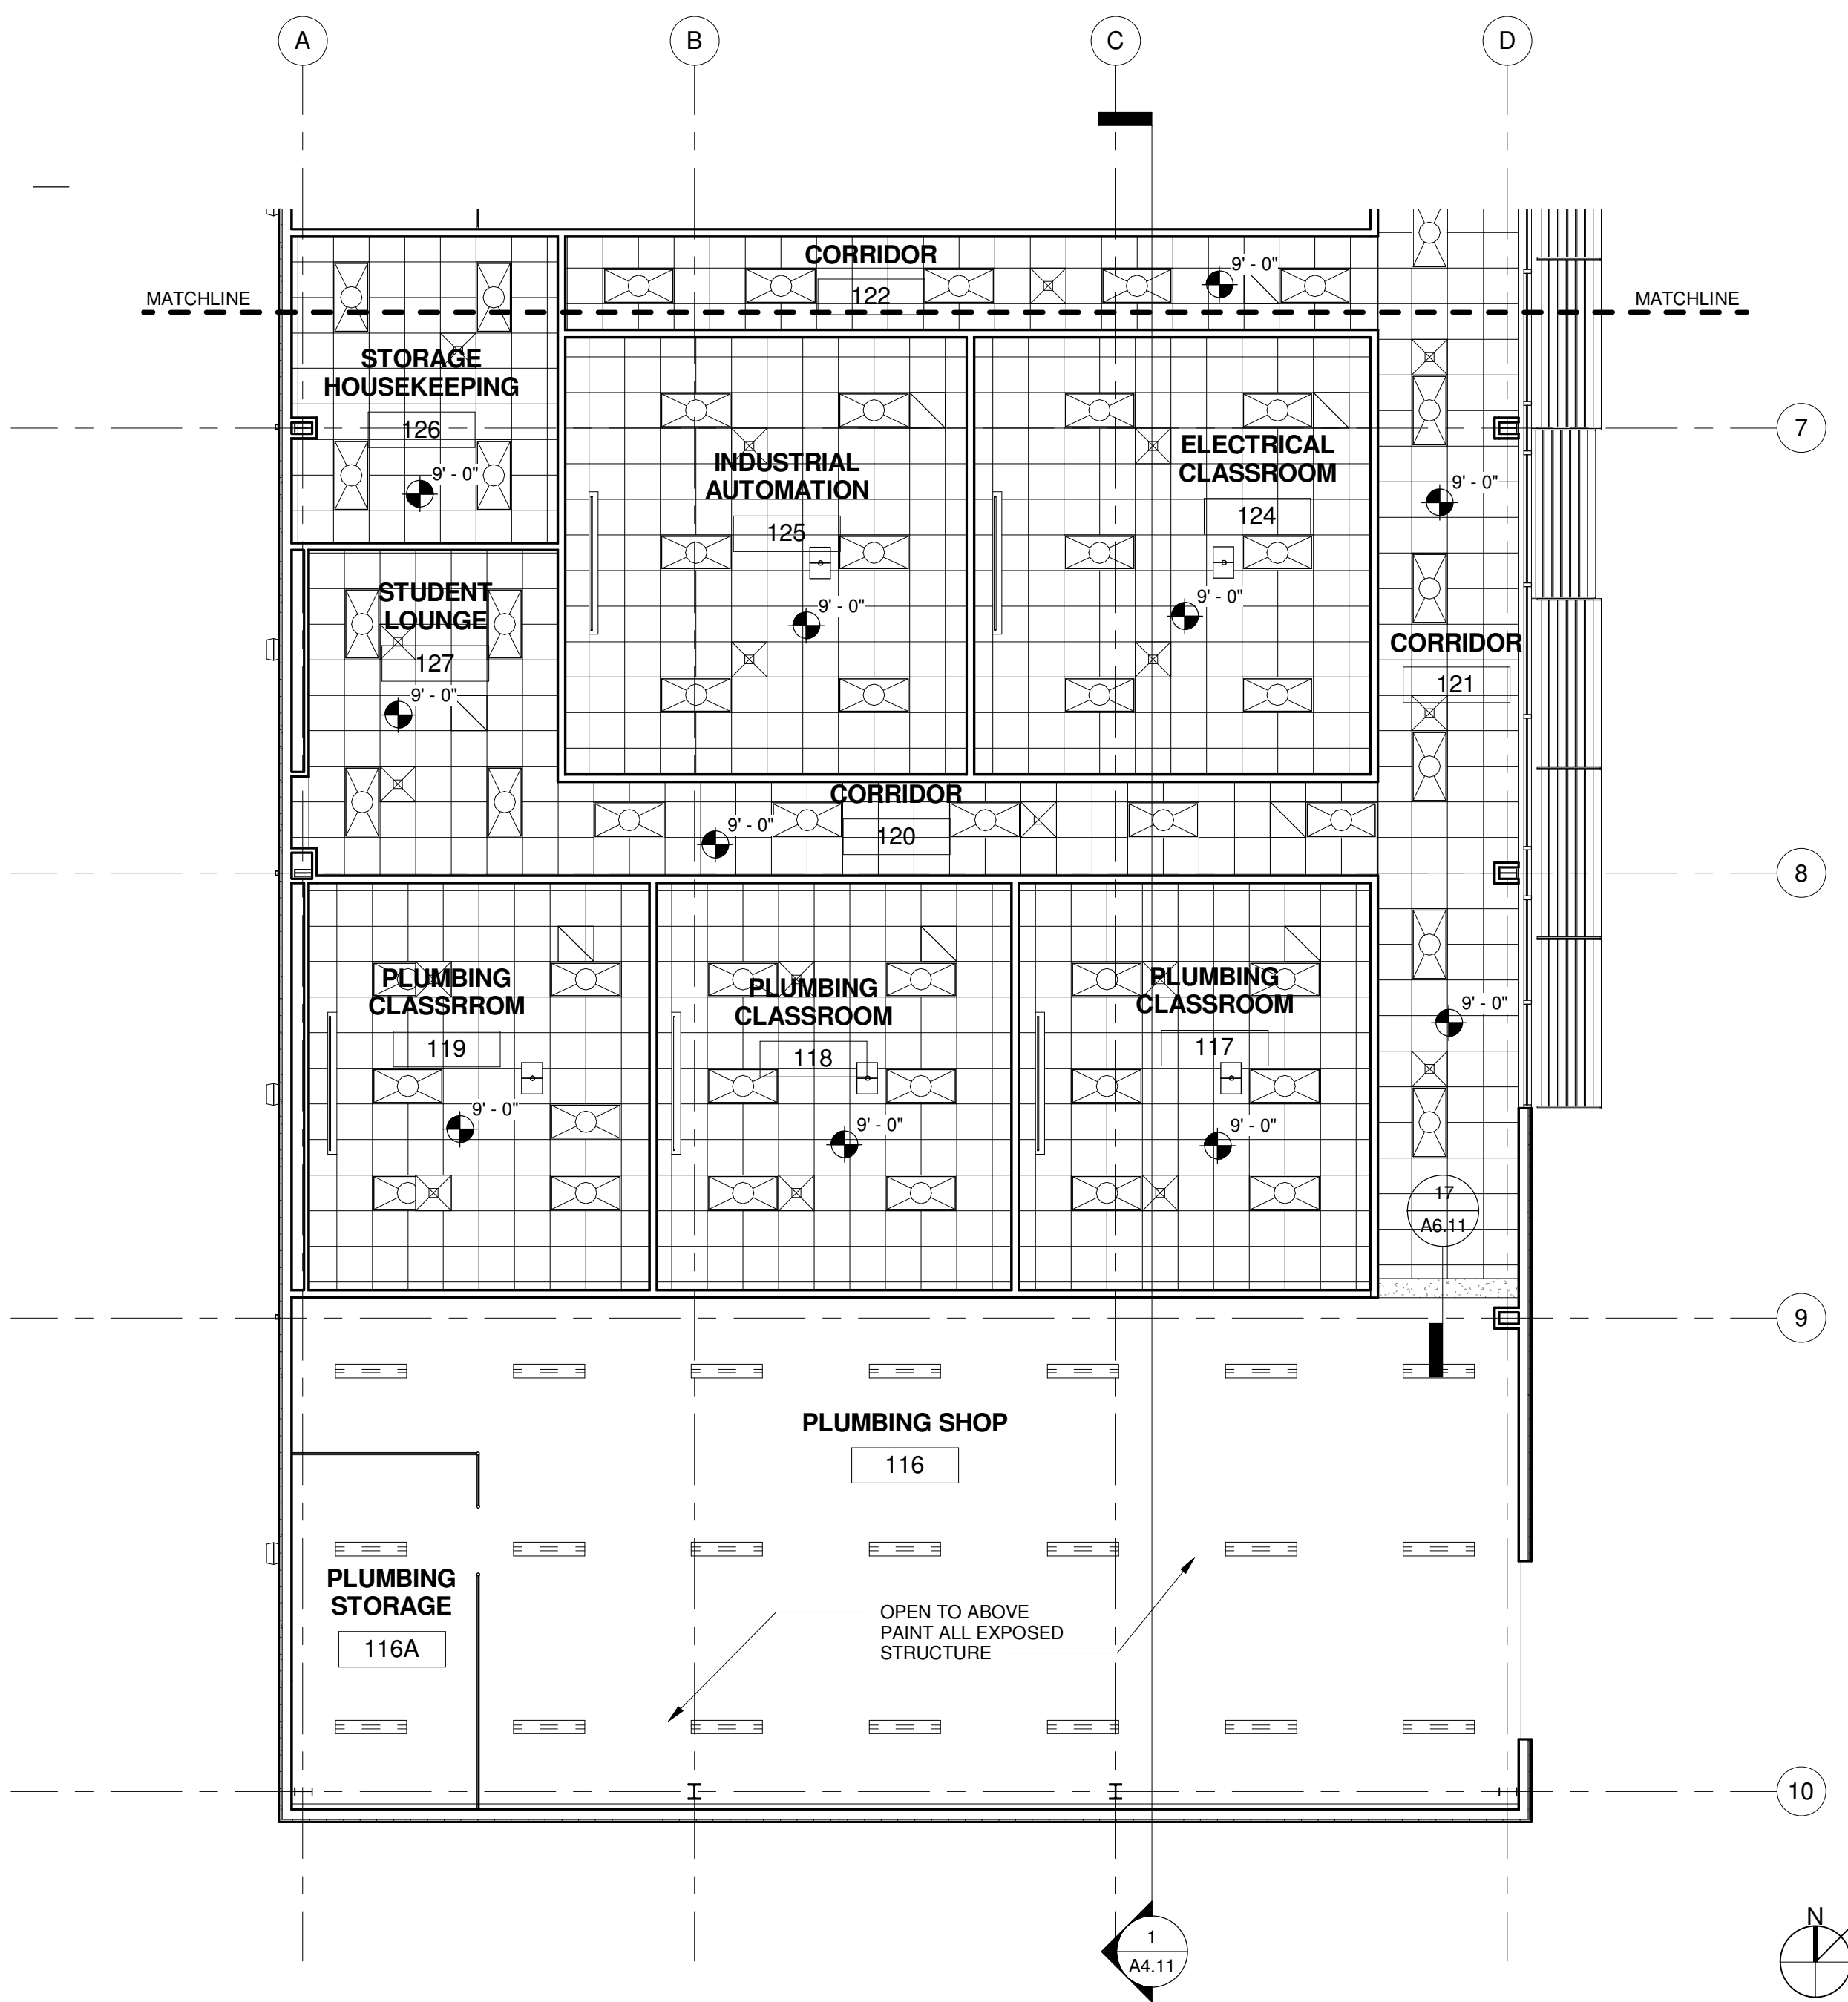 A
B
C
D
CORRIDOR
122
9' - 0"
MATCHLINE
MATCHLINE
STORAGE
HOUSEKEEPING
126
9' - 0"
7
INDUSTRIAL
AUTOMATION
125
9' - 0"
ELECTRICAL
CLASSROOM
124
9' - 0"
9' - 0"
STUDENT
LOUNGE
127
9' - 0"
CORRIDOR
121
CORRIDOR
120
9' - 0"
8
PLUMBING
CLASSRROM
119
9' - 0"
PLUMBING
CLASSROOM
118
9' - 0"
PLUMBING
CLASSROOM
117
9' - 0"
9' - 0"
17
A6.11
9
PLUMBING SHOP
116
PLUMBING
STORAGE
116A
OPEN TO ABOVE
PAINT ALL EXPOSED
STRUCTURE
10
1
A4.11
N